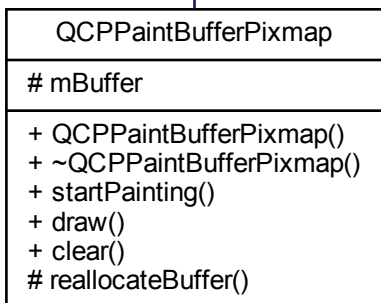 QCPPaintBufferPixmap
# mBuffer
+ QCPPaintBufferPixmap()
+ ~QCPPaintBufferPixmap()
+ startPainting()
+ draw()
+ clear()
# reallocateBuffer()